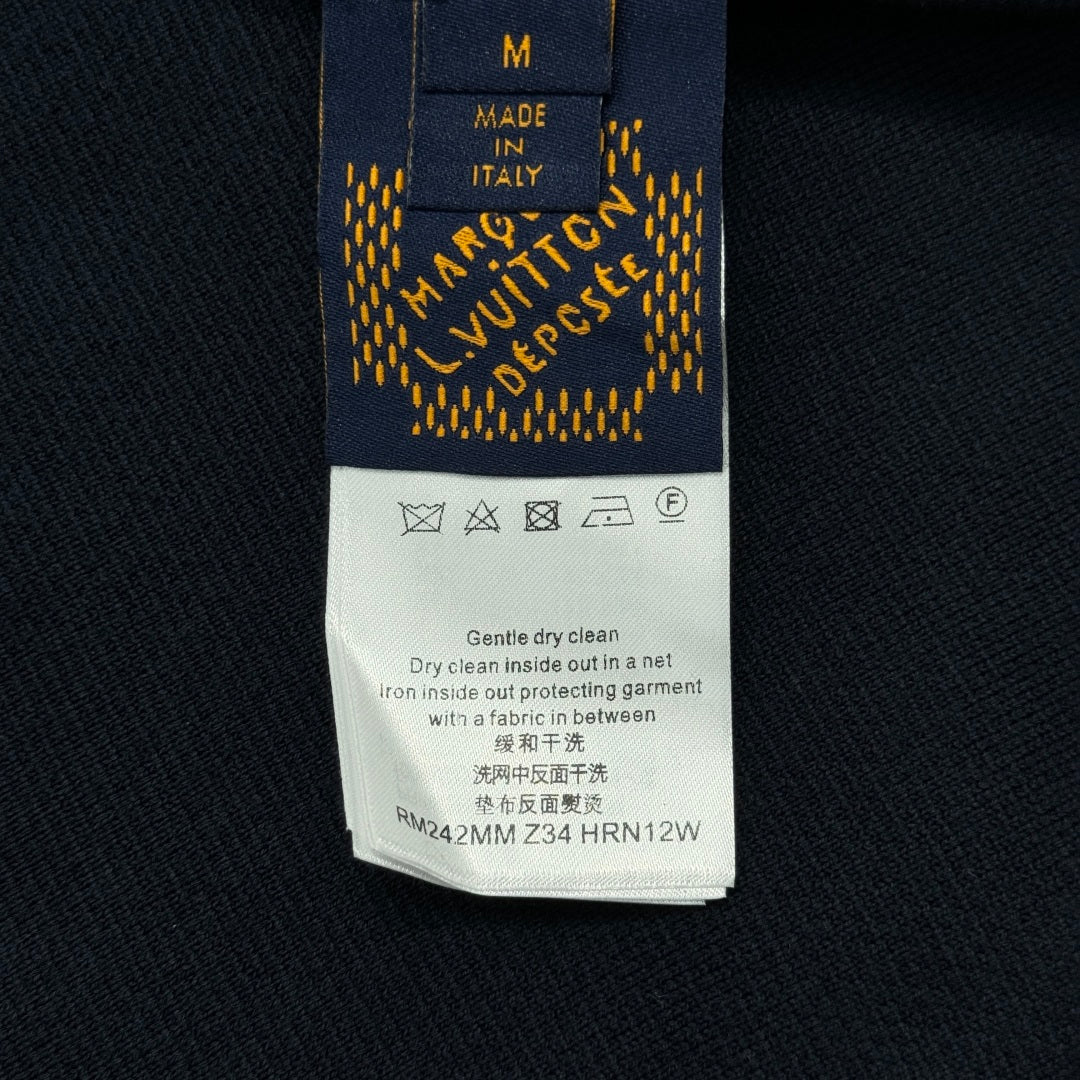 M
MADE
IN
ITALY
L.VUITTON
DÉPOSÉE
F
Gentle dry clean
Dry clean inside out in a net
Iron inside out protecting garment
with a fabric in between
缓和干洗
洗网中反面干洗
垫布反面熨烫
RM242MM Z34 HRN12W